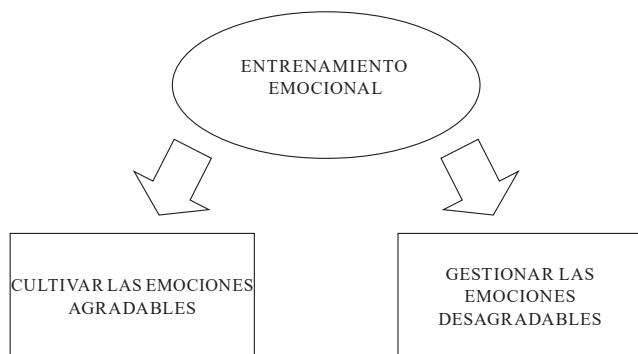 ENTRENAMIENTO
EMOCIONAL
CULTIVAR LAS EMOCIONES
AGRADABLES
GESTIONAR LAS
EMOCIONES
DESAGRADABLES